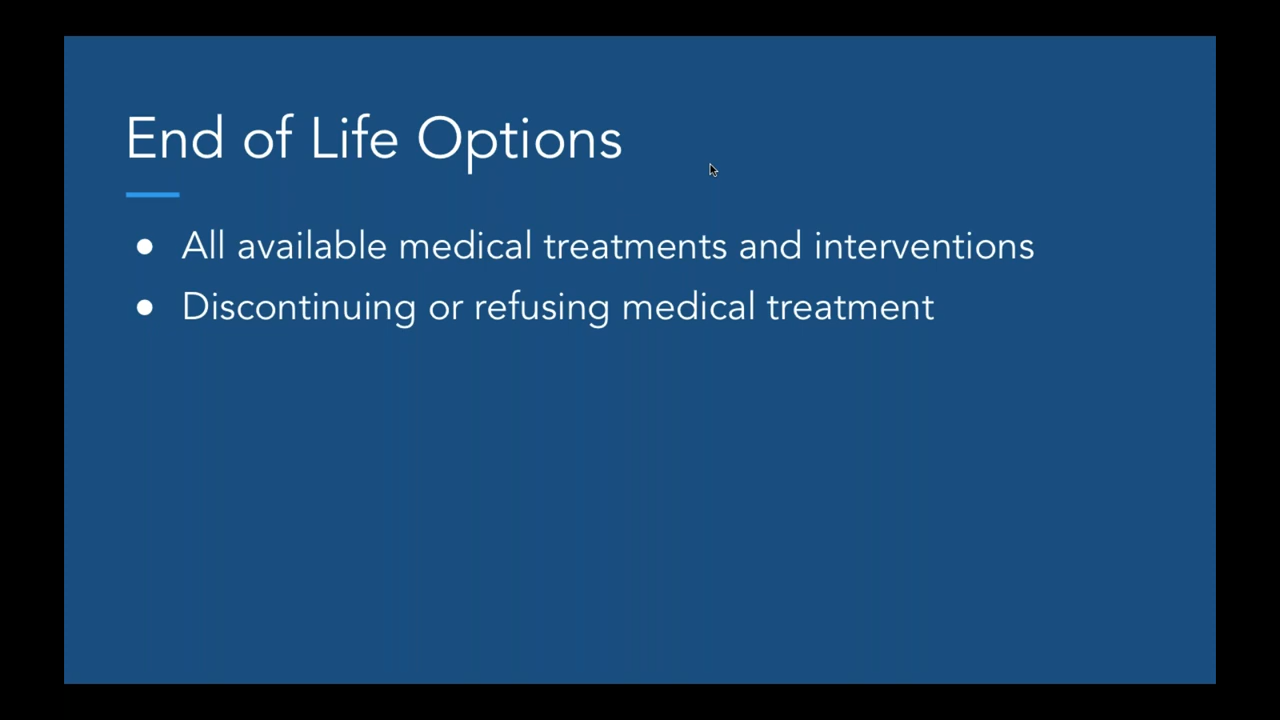 End of Life Options
● All available medical treatments and interventions
● Discontinuing or refusing medical treatment